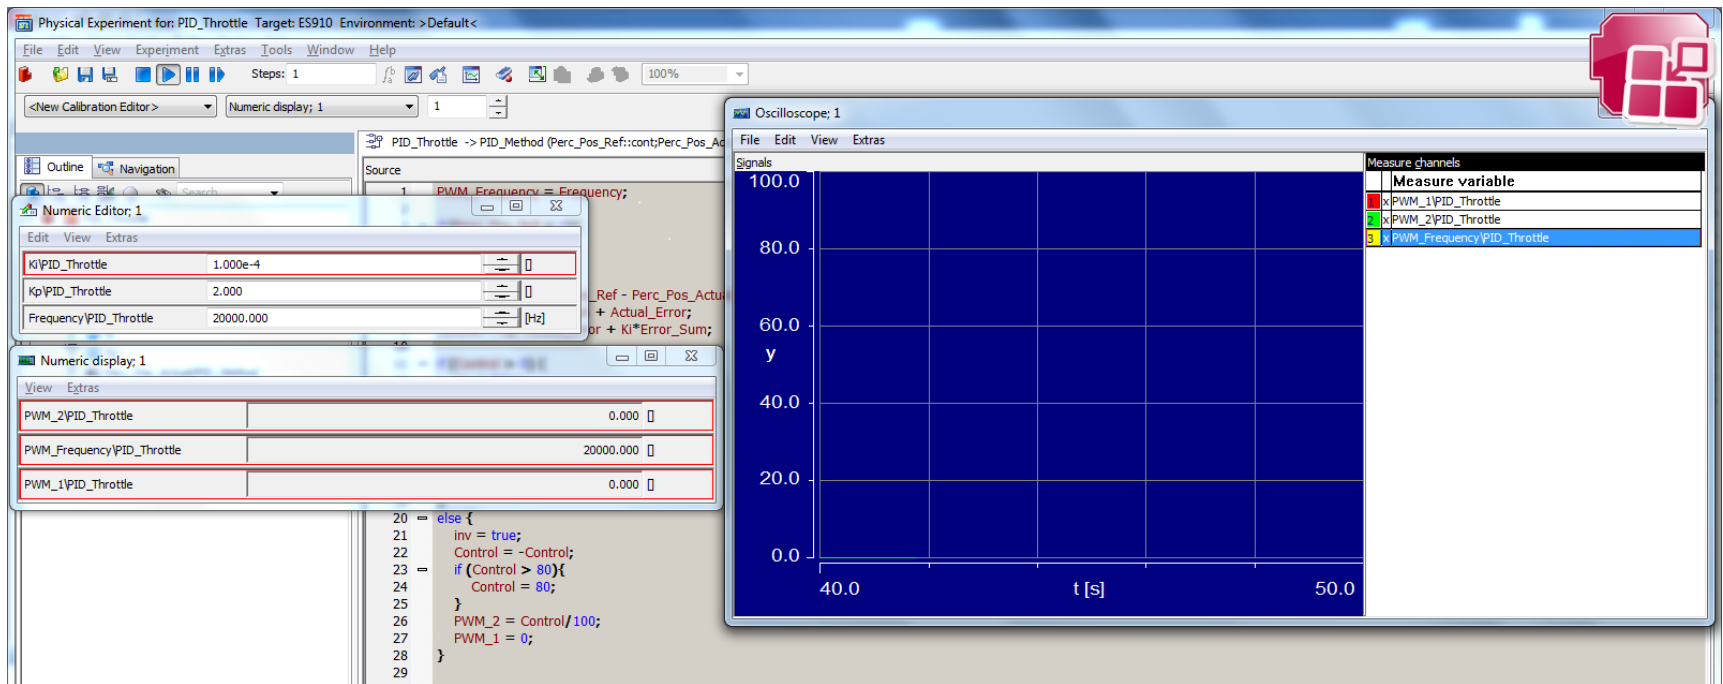 Physical Experiment for: PID_Throttle Target: ES910 Environment: >Default<
File Edit View Experiment Extras Tools Window Help
Steps: 1 100%
<New Calibration Editor> Numeric display; 1 1
PID_Throttle -> PID_Method (Perc_Pos_Ref::cont;Perc_Pos_Ac
Outline Navigation
Source
Search
1 PWM_Frequency = Frequency;
Numeric Editor; 1
Edit View Extras
Ki\PID_Throttle 1.000e-4 []
Kp\PID_Throttle 2.000 []
Frequency\PID_Throttle 20000.000 [Hz]
_Ref - Perc_Pos_Actu
+ Actual_Error;
or + Ki*Error_Sum;
Numeric display; 1
View Extras
PWM_2\PID_Throttle 0.000 []
PWM_Frequency\PID_Throttle 20000.000 []
PWM_1\PID_Throttle 0.000 []
20 else {
21 inv = true;
22 Control = -Control;
23 if (Control > 80){
24 Control = 80;
25 }
26 PWM_2 = Control/100;
27 PWM_1 = 0;
28 }
29
Oscilloscope; 1
File Edit View Extras
Signals
100.0
80.0
60.0
y
40.0
20.0
0.0
40.0 t [s] 50.0
Measure channels
Measure variable
1 x PWM_1\PID_Throttle
2 x PWM_2\PID_Throttle
3 x PWM_Frequency\PID_Throttle